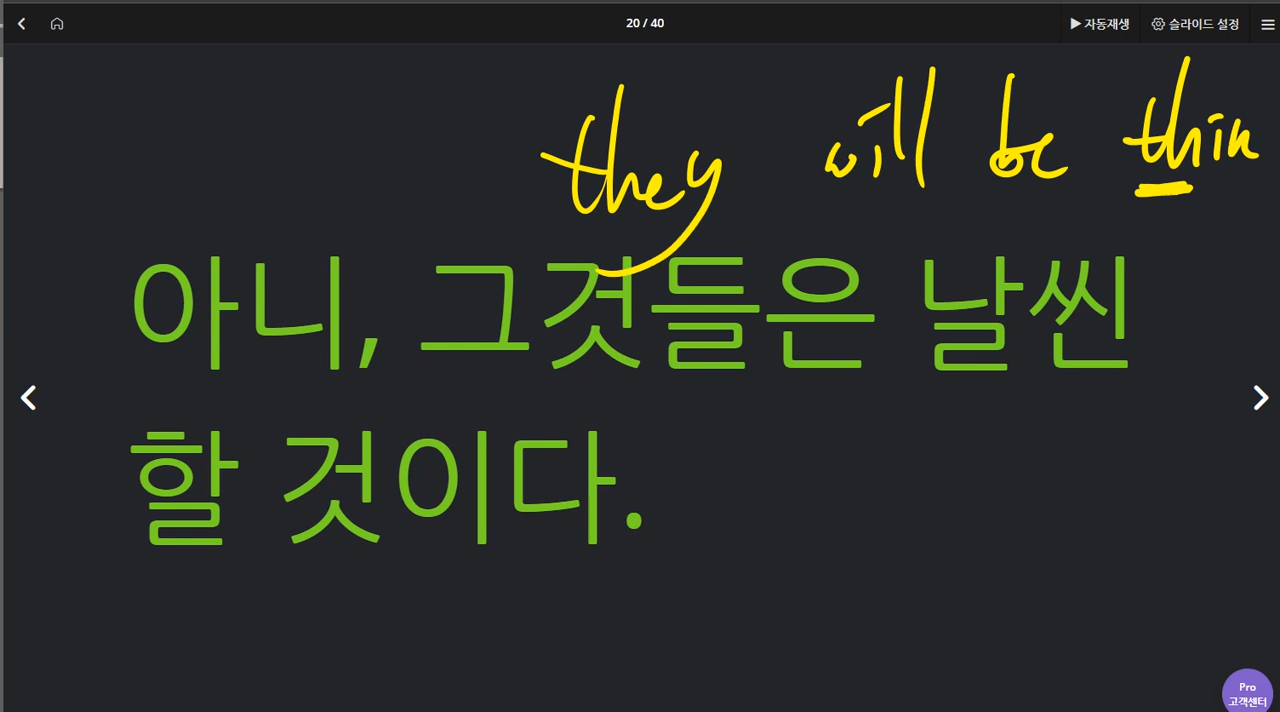 20 / 40
자동재생
슬라이드 설정
they will be thin
아니, 그것들은 날씬
할 것이다.
Pro
고객센터